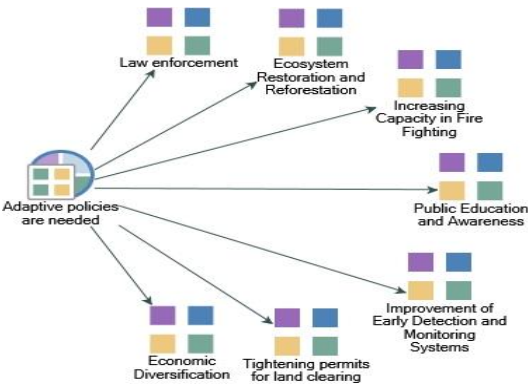 Law enforcement
Ecosystem
Restoration and
Reforestation
Increasing
Capacity in Fire
Fighting
Adaptive policies
are needed
Public Education
and Awareness
Improvement of
Early Detection and
Monitoring
Systems
Economic
Diversification
Tightening permits
for land clearing